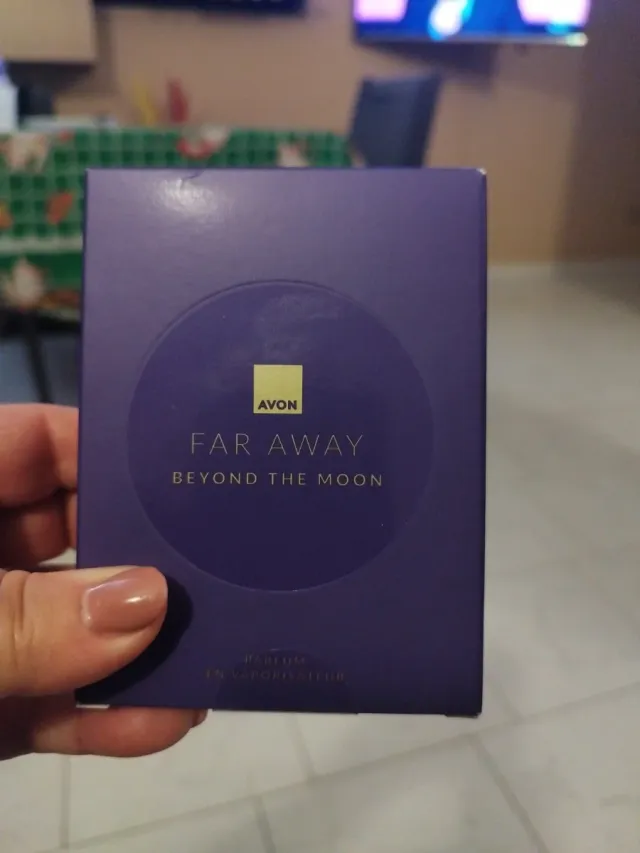 AVON
FAR AWAY
BEYOND THE MOON
PARFUM
EN VAPORISATEUR